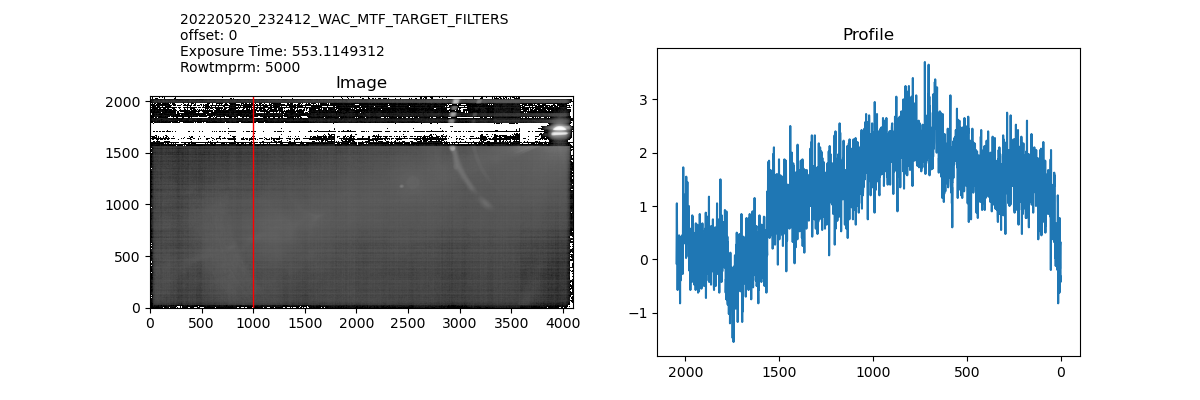 20220520_232412_WAC_MTF_TARGET_FILTERS
offset: 0
Exposure Time: 553.1149312
Rowtmprm: 5000
Image
2000
1500
1000
500
0
0 500 1000 1500 2000 2500 3000 3500 4000
Profile
3
2
1
0
−1
2000 1500 1000 500 0